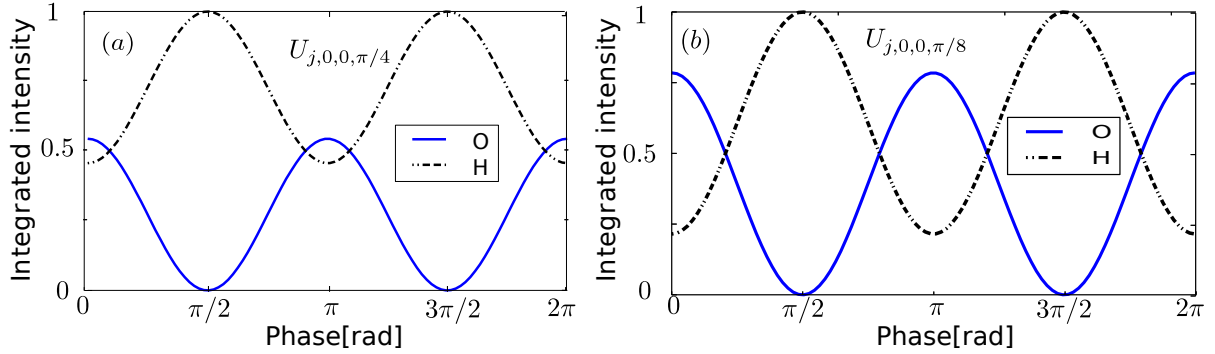 Integrated intensity
1
0.5
0
(a)
U_{j,0,0,π/4}
O
H
0
π/2
π
3π/2
2π
Phase[rad]
Integrated intensity
1
0.5
0
(b)
U_{j,0,0,π/8}
O
H
0
π/2
π
3π/2
2π
Phase[rad]